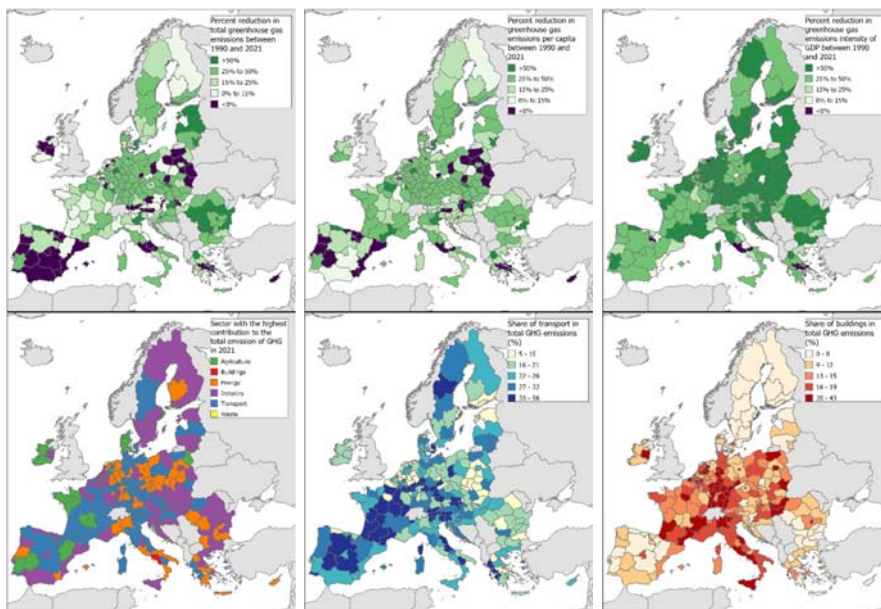 Percent reduction in
total greenhouse gas
emissions between
1990 and 2021
>50%
25% to 50%
15% to 25%
0% to 15%
<0%
Percent reduction in
greenhouse gas
emissions per capita
between 1990 and
2021
>50%
25% to 50%
15% to 25%
0% to 15%
<0%
Percent reduction in
greenhouse gas
emissions intensity of
GDP between 1990
and 2021
>50%
25% to 50%
15% to 25%
0% to 15%
<0%
Sector with the highest
contribution to the
total emission of GHG
in 2021
Agriculture
Buildings
Energy
Industry
Transport
Waste
Share of transport in
total GHG emissions
(%)
5 - 15
16 - 21
22 - 26
27 - 32
33 - 56
Share of buildings in
total GHG emissions
(%)
0 - 8
9 - 12
13 - 15
16 - 19
20 - 43